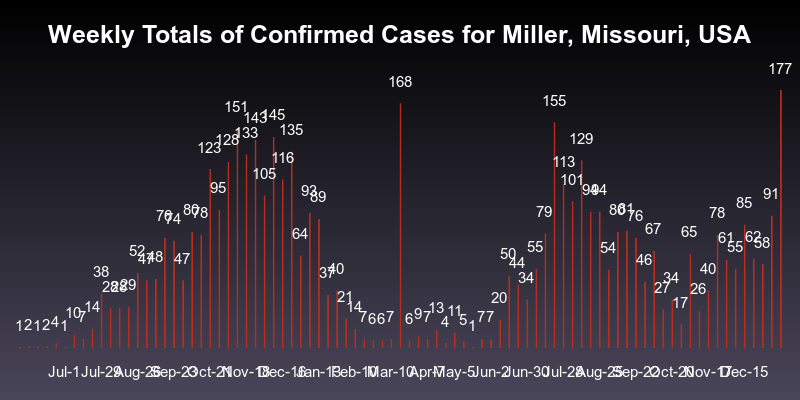 Weekly Totals of Confirmed Cases for Miller, Missouri, USA
1 2 1 2 4 1 10 7 14 38 28 28 29 52 47 48 76 74 47 80 78 123 95 128 151 133 143 105 145 116 135 64 93 89 37 40 21 14 7 6 6 7 168 6 9 7 13 4 11 5 1 7 7 20 50 44 34 55 79 155 113 101 129 94 94 54 80 81 76 46 67 27 34 17 65 26 40 78 61 55 85 62 58 91 177
Jul-1 Jul-29 Aug-26 Sep-23 Oct-21 Nov-18 Dec-16 Jan-13 Feb-10 Mar-10 Apr-7 May-5 Jun-2 Jun-30 Jul-28 Aug-25 Sep-22 Oct-20 Nov-17 Dec-15